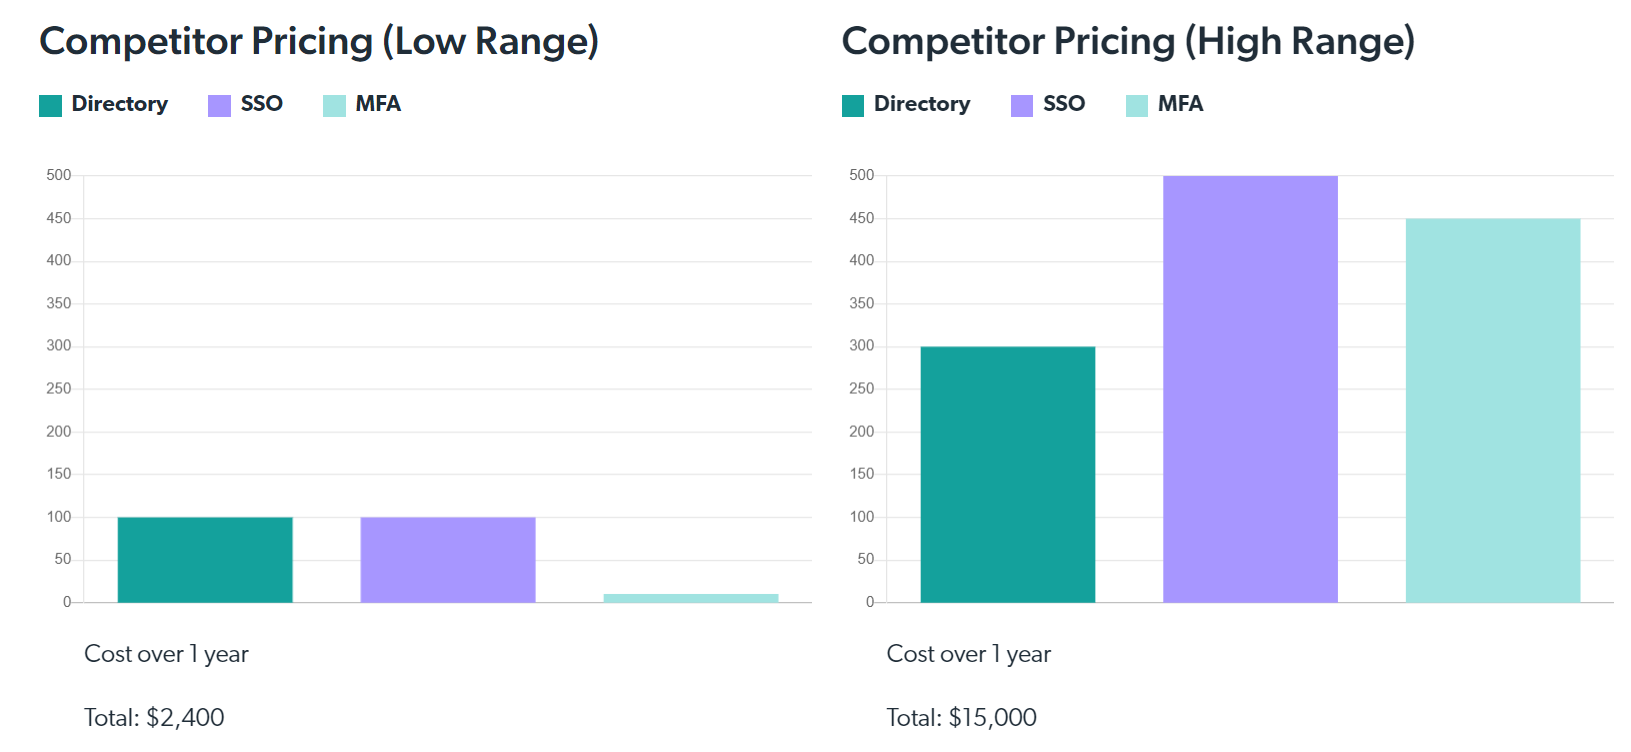 Competitor Pricing (Low Range)
Directory SSO MFA
500
450
400
350
300
250
200
150
100
50
0
Cost over 1 year
Total: $2,400
Competitor Pricing (High Range)
Directory SSO MFA
500
450
400
350
300
250
200
150
100
50
0
Cost over 1 year
Total: $15,000